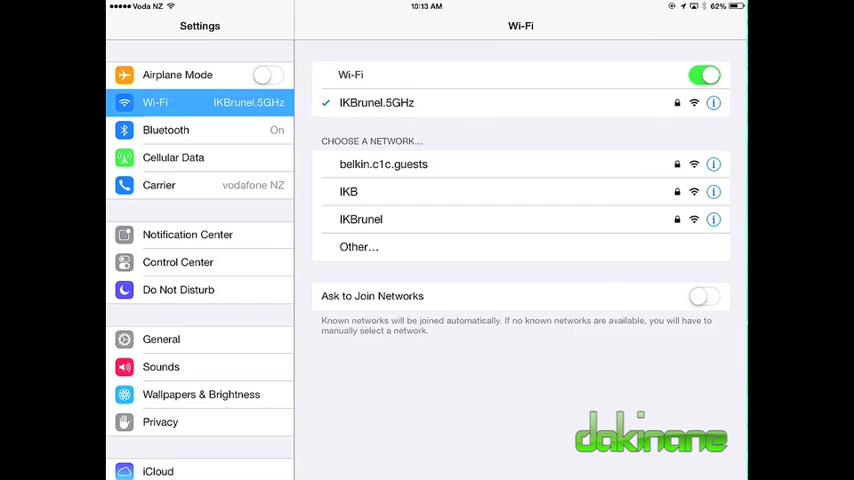 Voda NZ
10:13 AM
62%
Settings
Wi-Fi
Airplane Mode
Wi-Fi IKBrunel.5GHz
Bluetooth On
Cellular Data
Carrier vodafone NZ
Notification Center
Control Center
Do Not Disturb
General
Sounds
Wallpapers & Brightness
Privacy
iCloud
Wi-Fi
IKBrunel.5GHz
CHOOSE A NETWORK...
belkin.c1c.guests
IKB
IKBrunel
Other...
Ask to Join Networks
Known networks will be joined automatically. If no known networks are available, you will have to
manually select a network.
dakinane